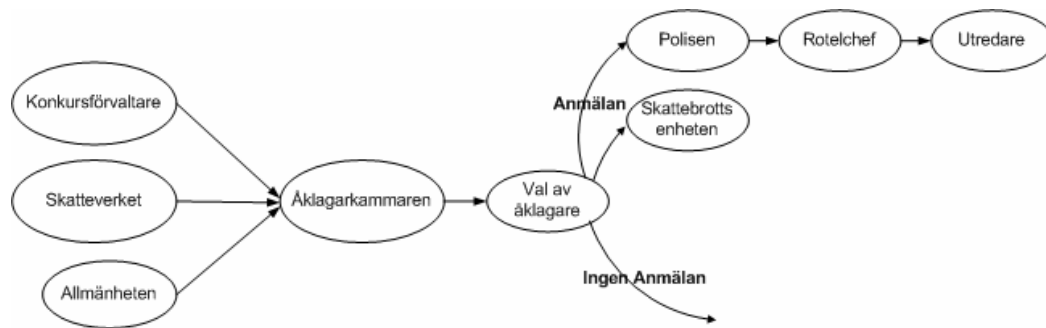 Polisen
Rotelchef
Utredare
Konkursförvaltare
Anmälan
Skattebrotts
enheten
Skatteverket
Åklagarkammaren
Val av
åklagare
Ingen Anmälan
Allmänheten